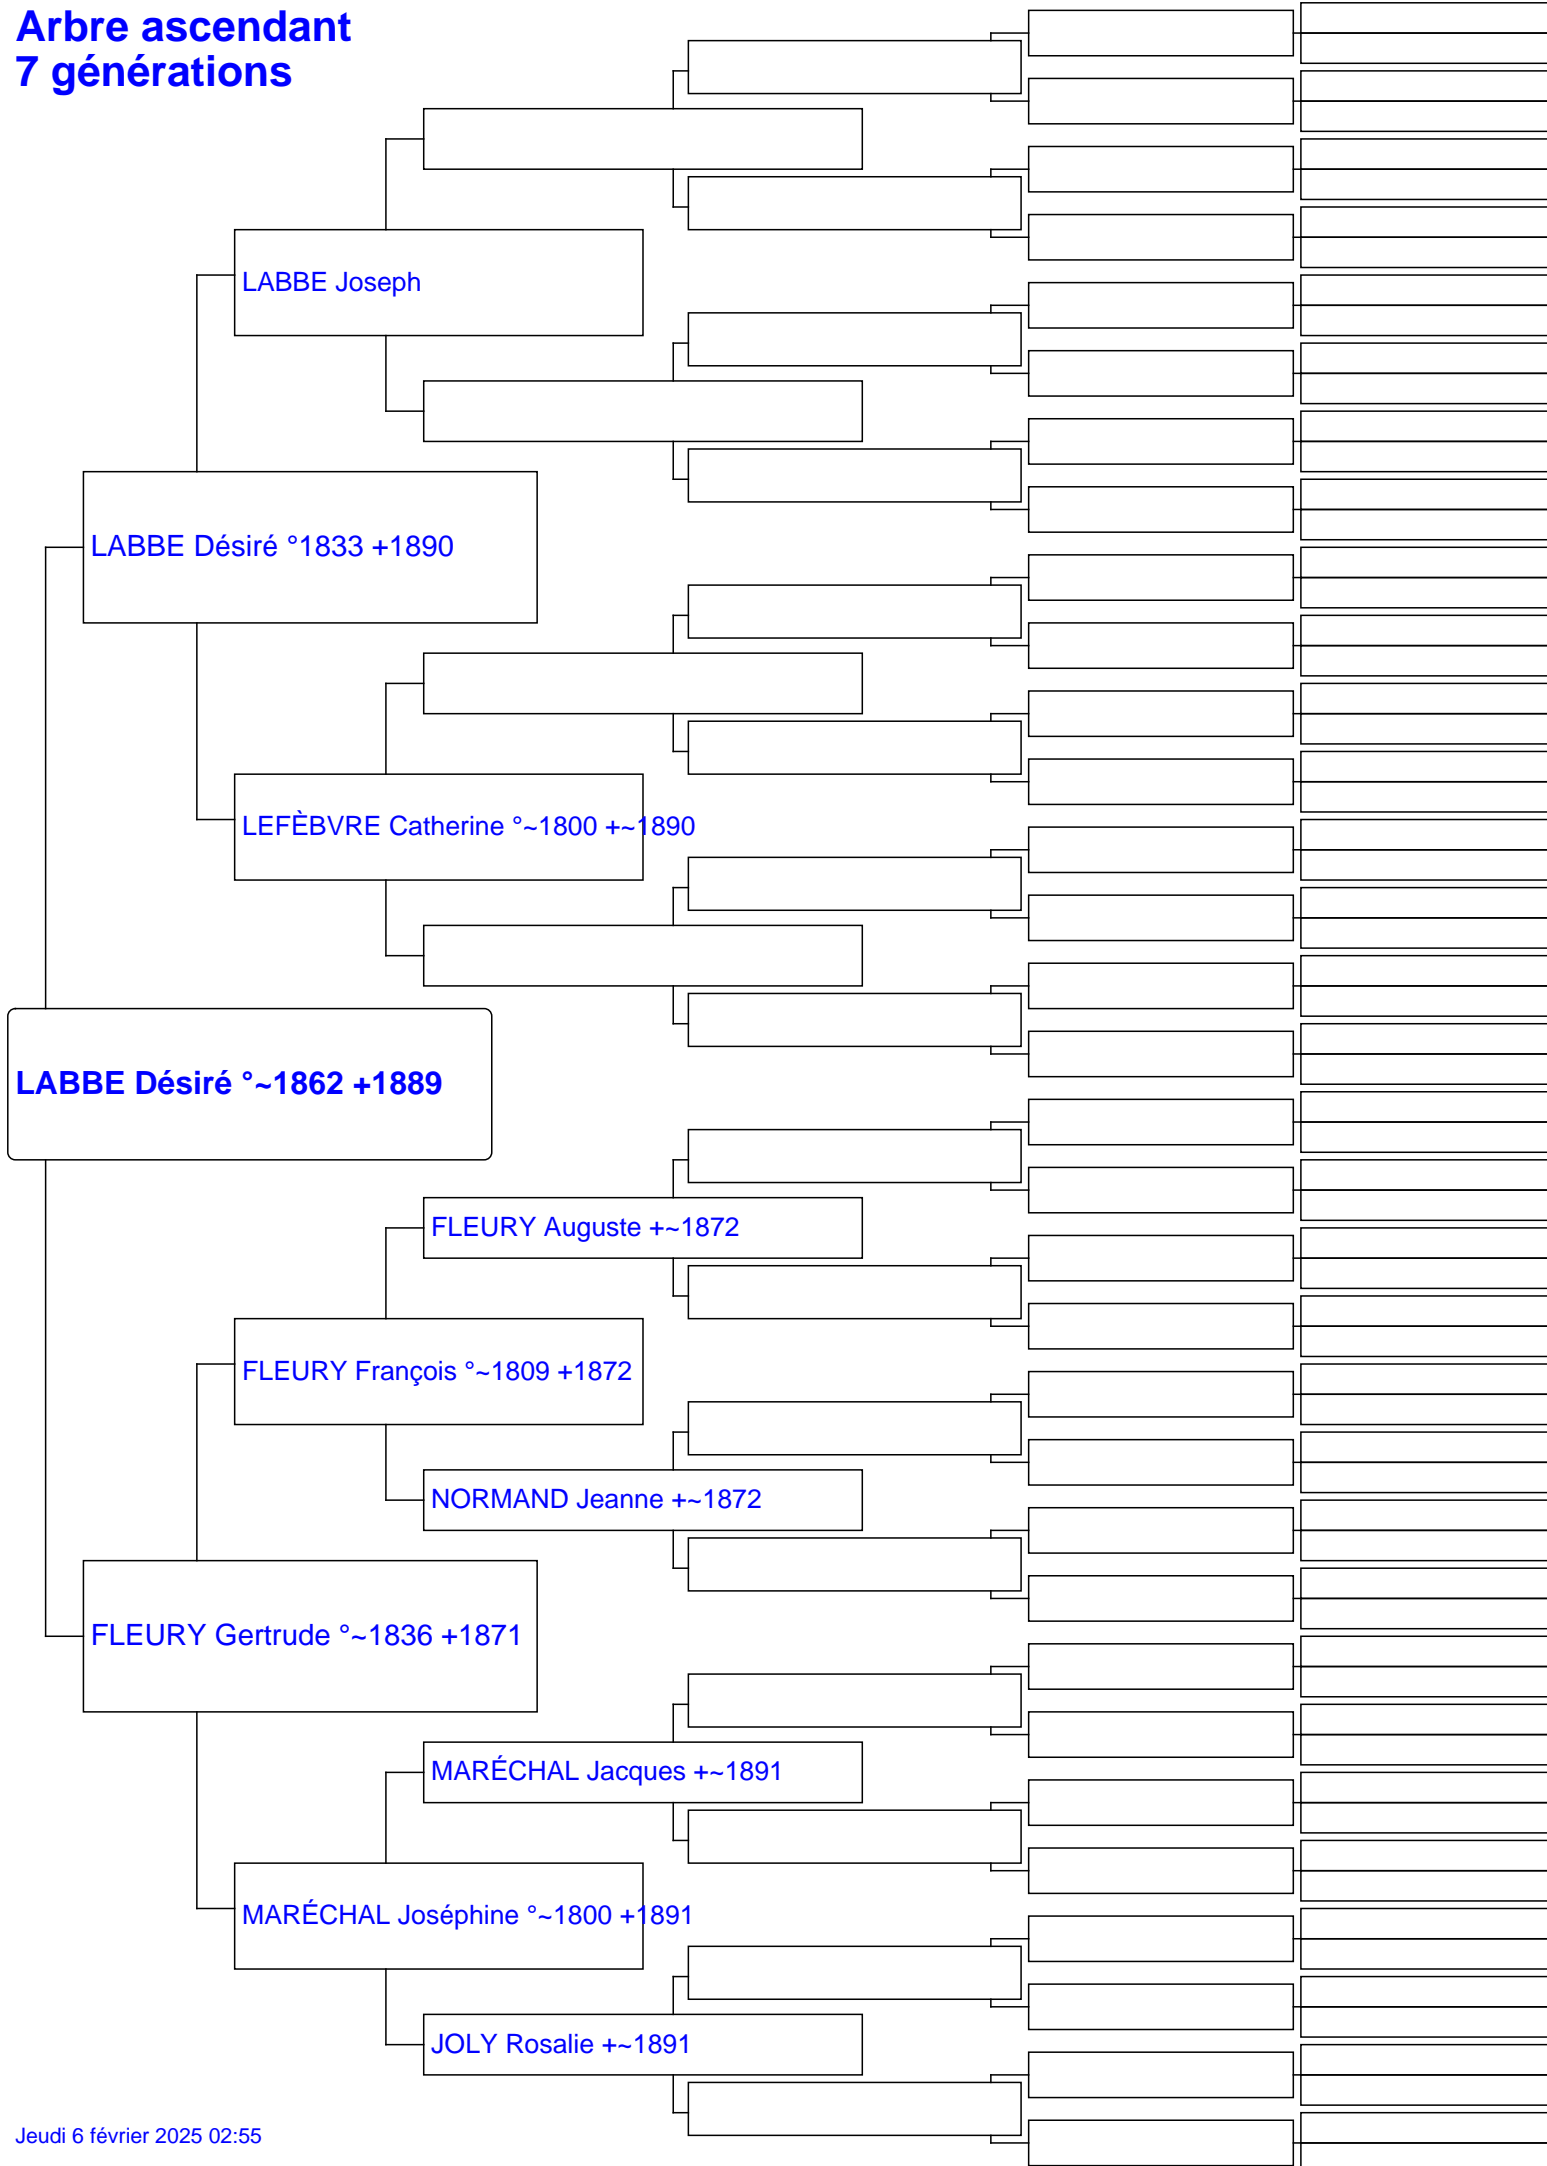 Arbre ascendant
7 générations
LABBE Joseph
LABBE Désiré °1833 +1890
LEFÈBVRE Catherine °~1800 +~1890
LABBE Désiré °~1862 +1889
FLEURY Auguste +~1872
FLEURY François °~1809 +1872
NORMAND Jeanne +~1872
FLEURY Gertrude °~1836 +1871
MARÉCHAL Jacques +~1891
MARÉCHAL Joséphine °~1800 +1891
JOLY Rosalie +~1891
Jeudi 6 février 2025 02:55